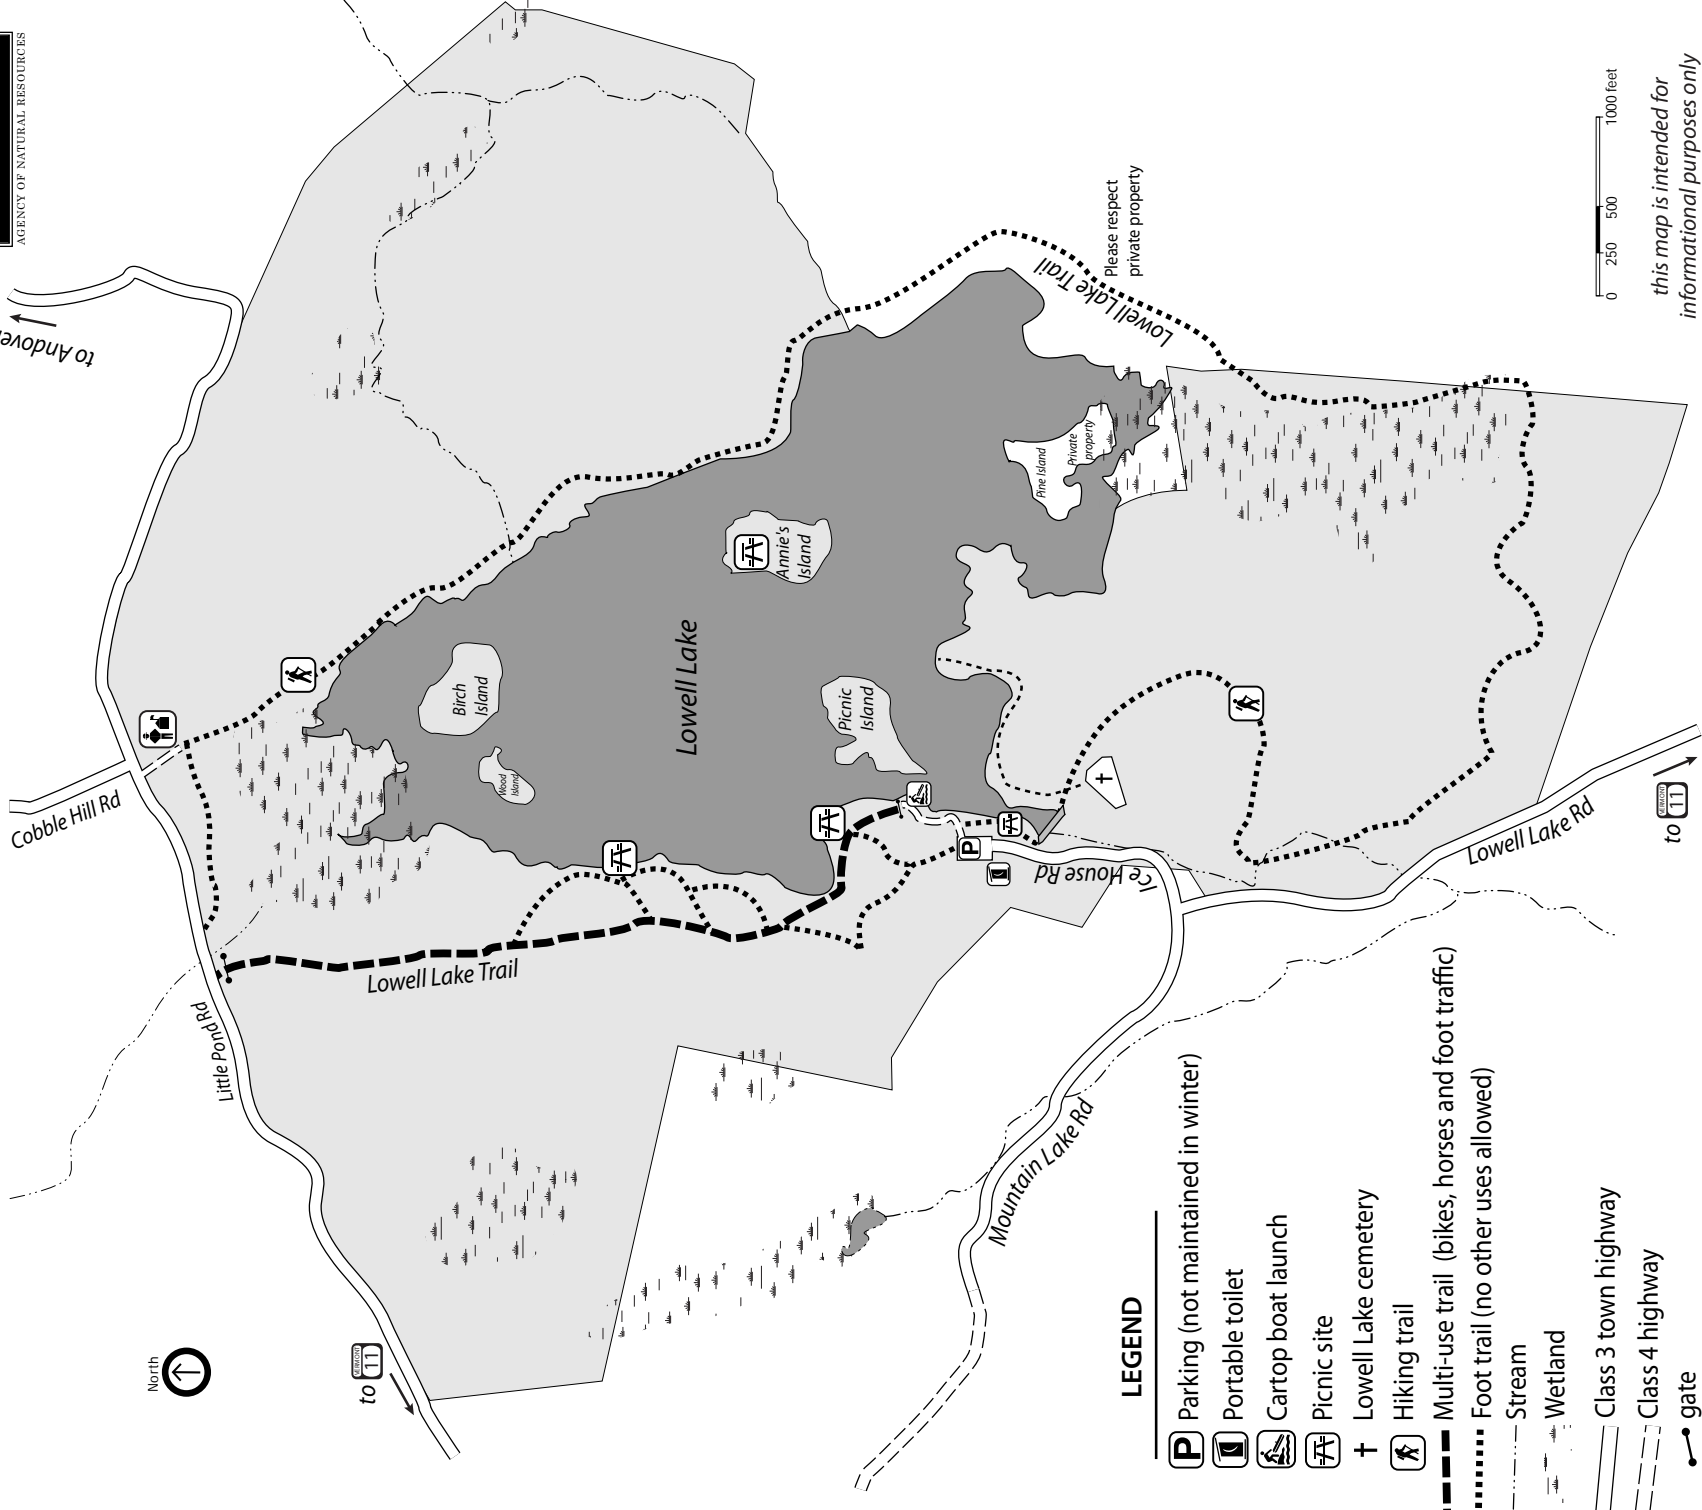 AGENCY OF NATURAL RESOURCES
to Andover
Cobble Hill Rd
Little Pond Rd
Lowell Lake Trail
Birch
Island
Wood
Island
Lowell Lake
Annie's
Island
Picnic
Island
Pine Island
Private
property
Lowell Lake Trail
Please respect
private property
P
Ice House Rd
Lowell Lake Rd
Mountain Lake Rd
to
VERMONT
11
to
VERMONT
11
North
0 250 500 1000 feet
this map is intended for
informational purposes only
LEGEND
P Parking (not maintained in winter)
Portable toilet
Cartop boat launch
Picnic site
Lowell Lake cemetery
Hiking trail
Multi-use trail (bikes, horses and foot traffic)
Foot trail (no other uses allowed)
Stream
Wetland
Class 3 town highway
Class 4 highway
gate